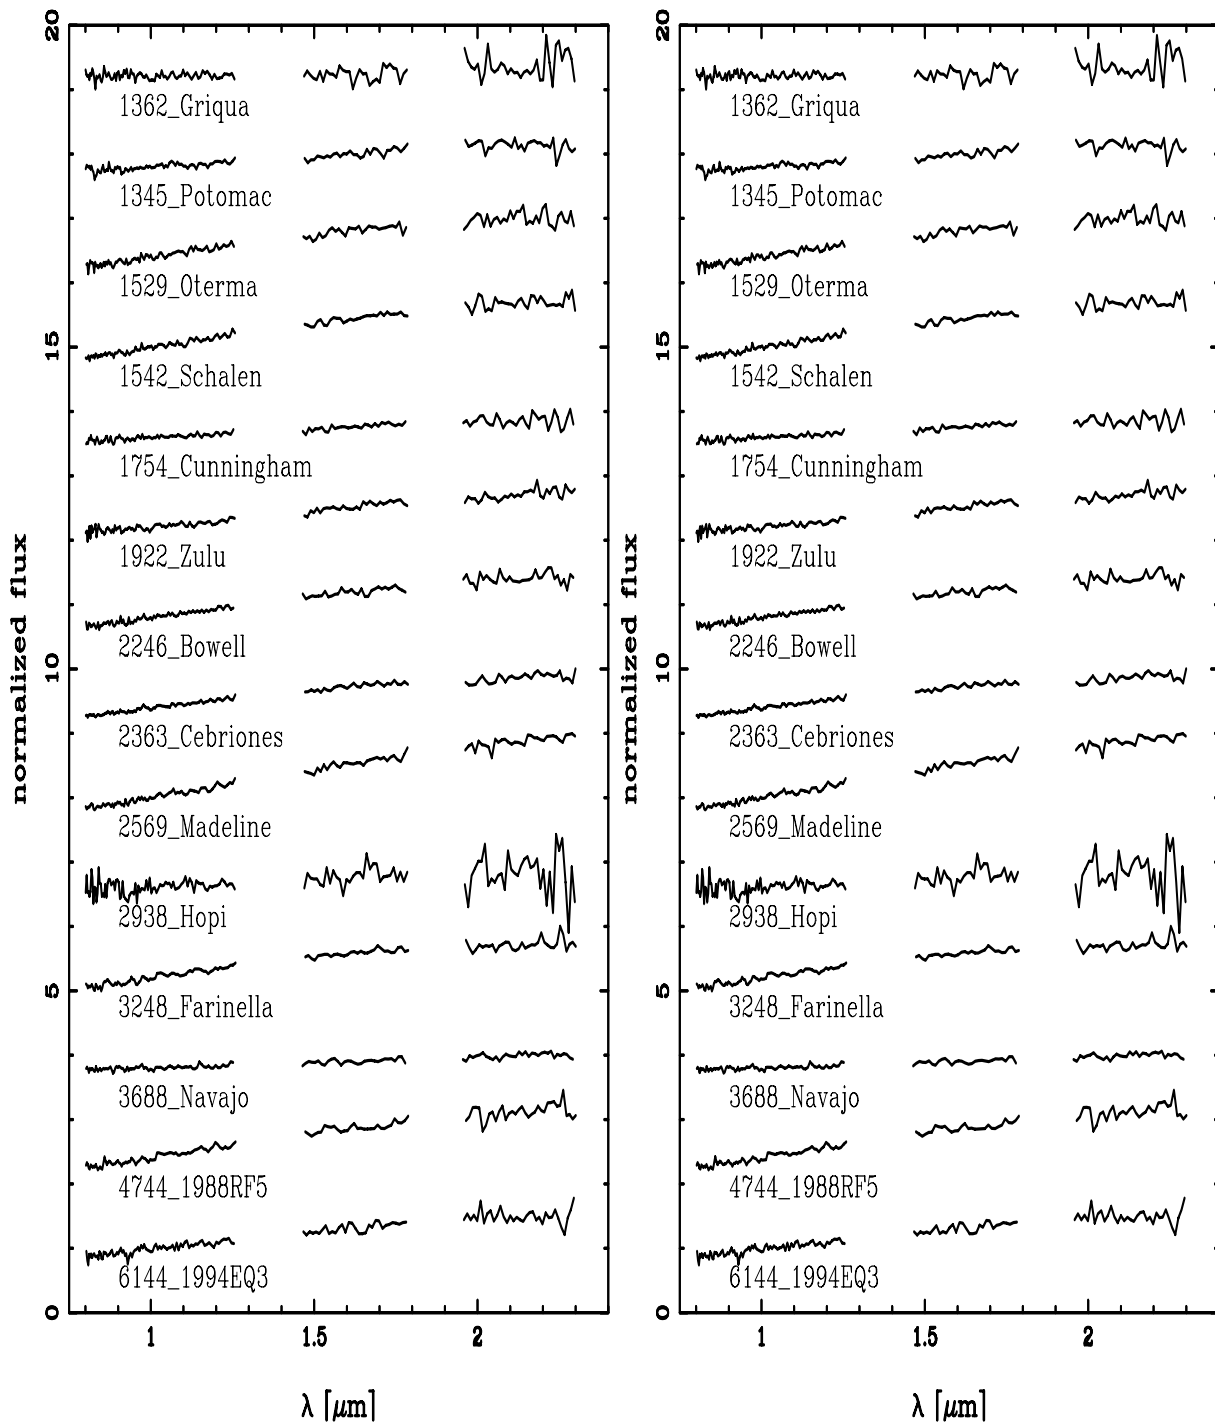 20
1362_Griqua
1345_Potomac
1529_Oterma
1542_Schalen
15
1754_Cunningham
1922_Zulu
2246_Bowell
10
2363_Cebriones
2569_Madeline
2938_Hopi
3248_Farinella
5
3688_Navajo
4744_1988RF5
6144_1994EQ3
0
normalized flux
1 1.5 2
λ [μm]
20
1362_Griqua
1345_Potomac
1529_Oterma
1542_Schalen
15
1754_Cunningham
1922_Zulu
2246_Bowell
10
2363_Cebriones
2569_Madeline
2938_Hopi
3248_Farinella
5
3688_Navajo
4744_1988RF5
6144_1994EQ3
0
normalized flux
1 1.5 2
λ [μm]